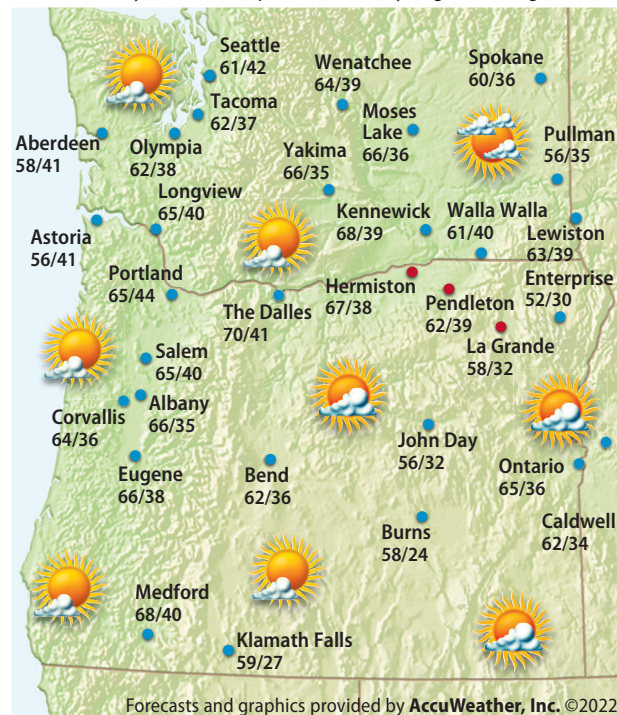 Seattle
61/42
Wenatchee
64/39
Spokane
60/36
Tacoma
62/37
Moses
Lake
66/36
Pullman
56/35
Aberdeen
58/41
Olympia
62/38
Yakima
66/35
Longview
65/40
Kennewick
68/39
Walla Walla
61/40
Lewiston
63/39
Astoria
56/41
Portland
65/44
The Dalles
70/41
Hermiston
67/38
Pendleton
62/39
Enterprise
52/30
La Grande
58/32
Salem
65/40
Albany
66/35
Corvallis
64/36
John Day
56/32
Ontario
65/36
Eugene
66/38
Bend
62/36
Burns
58/24
Caldwell
62/34
Medford
68/40
Klamath Falls
59/27
Forecasts and graphics provided by AccuWeather, Inc. ©2022